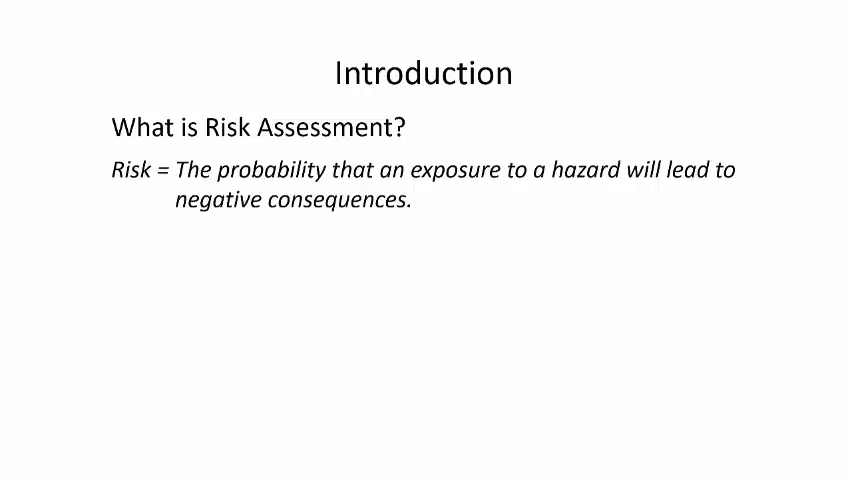 Introduction
What is Risk Assessment?
Risk = The probability that an exposure to a hazard will lead to
negative consequences.